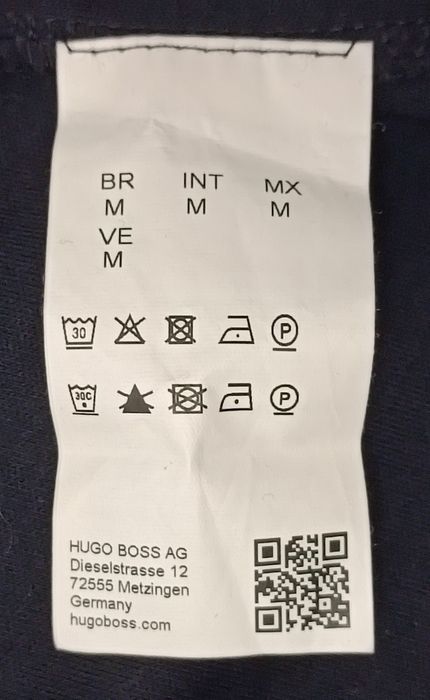 BR INT MX
M M M
VE
M
30 P
30C P
HUGO BOSS AG
Dieselstrasse 12
72555 Metzingen
Germany
hugoboss.com